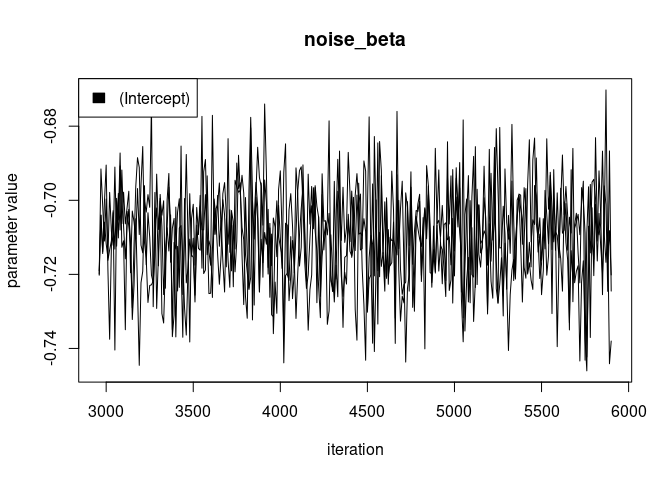 noise_beta
(Intercept)
parameter value
-0.68
-0.70
-0.72
-0.74
3000 3500 4000 4500 5000 5500 6000
iteration